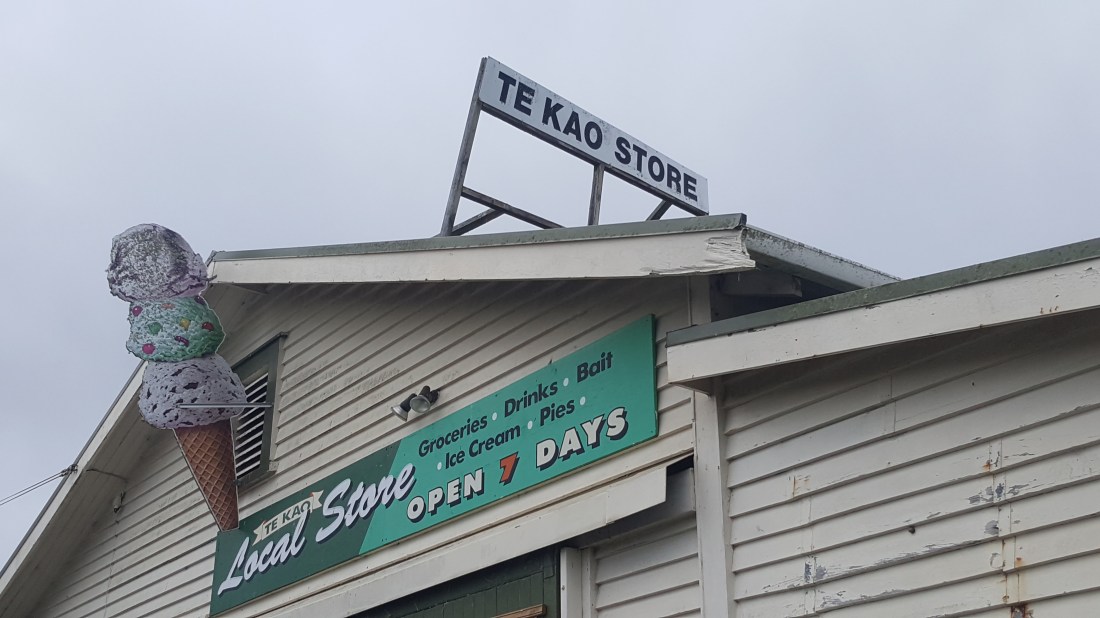 TE KAO STORE
TE KAO
Local Store
Groceries • Drinks • Bait
• Ice Cream • Pies •
OPEN 7 DAYS